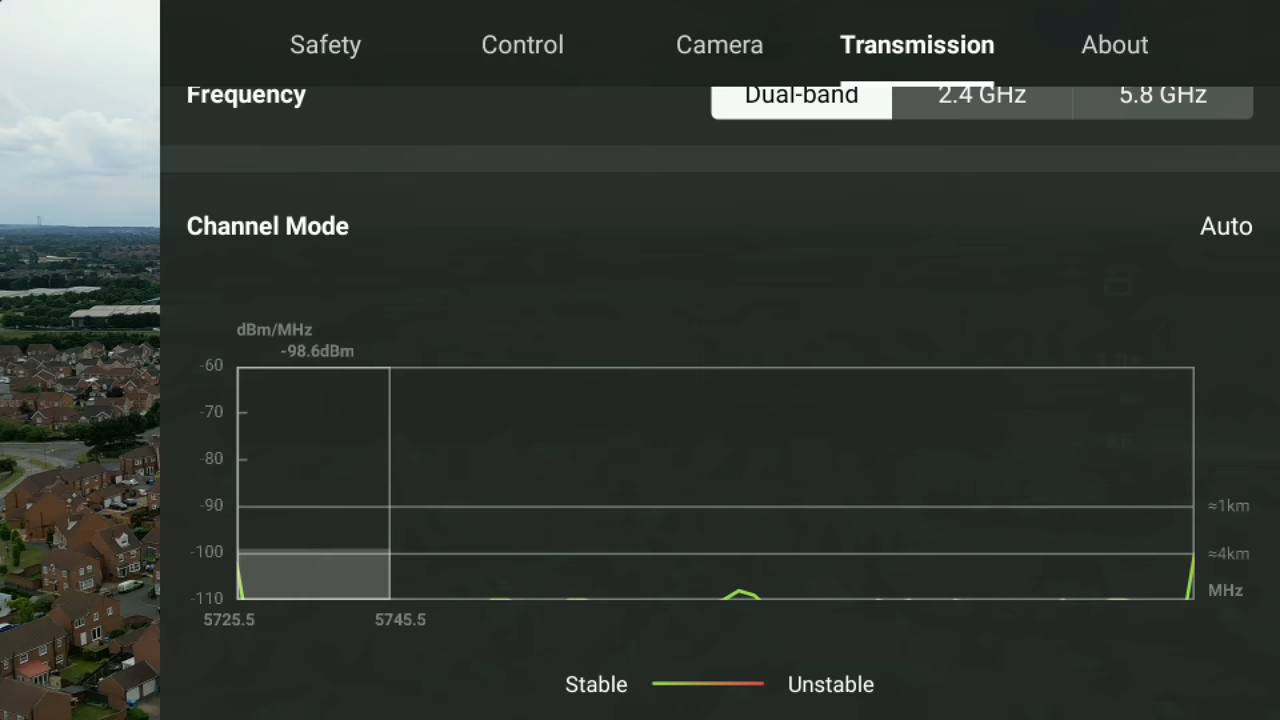 Safety Control Camera Transmission About
Frequency Dual-band 2.4 GHz 5.8 GHz
Channel Mode Auto
dBm/MHz
-98.6dBm
-60
-70
-80
-90 ≈1km
-100 ≈4km
-110 MHz
5725.5 5745.5
Stable Unstable